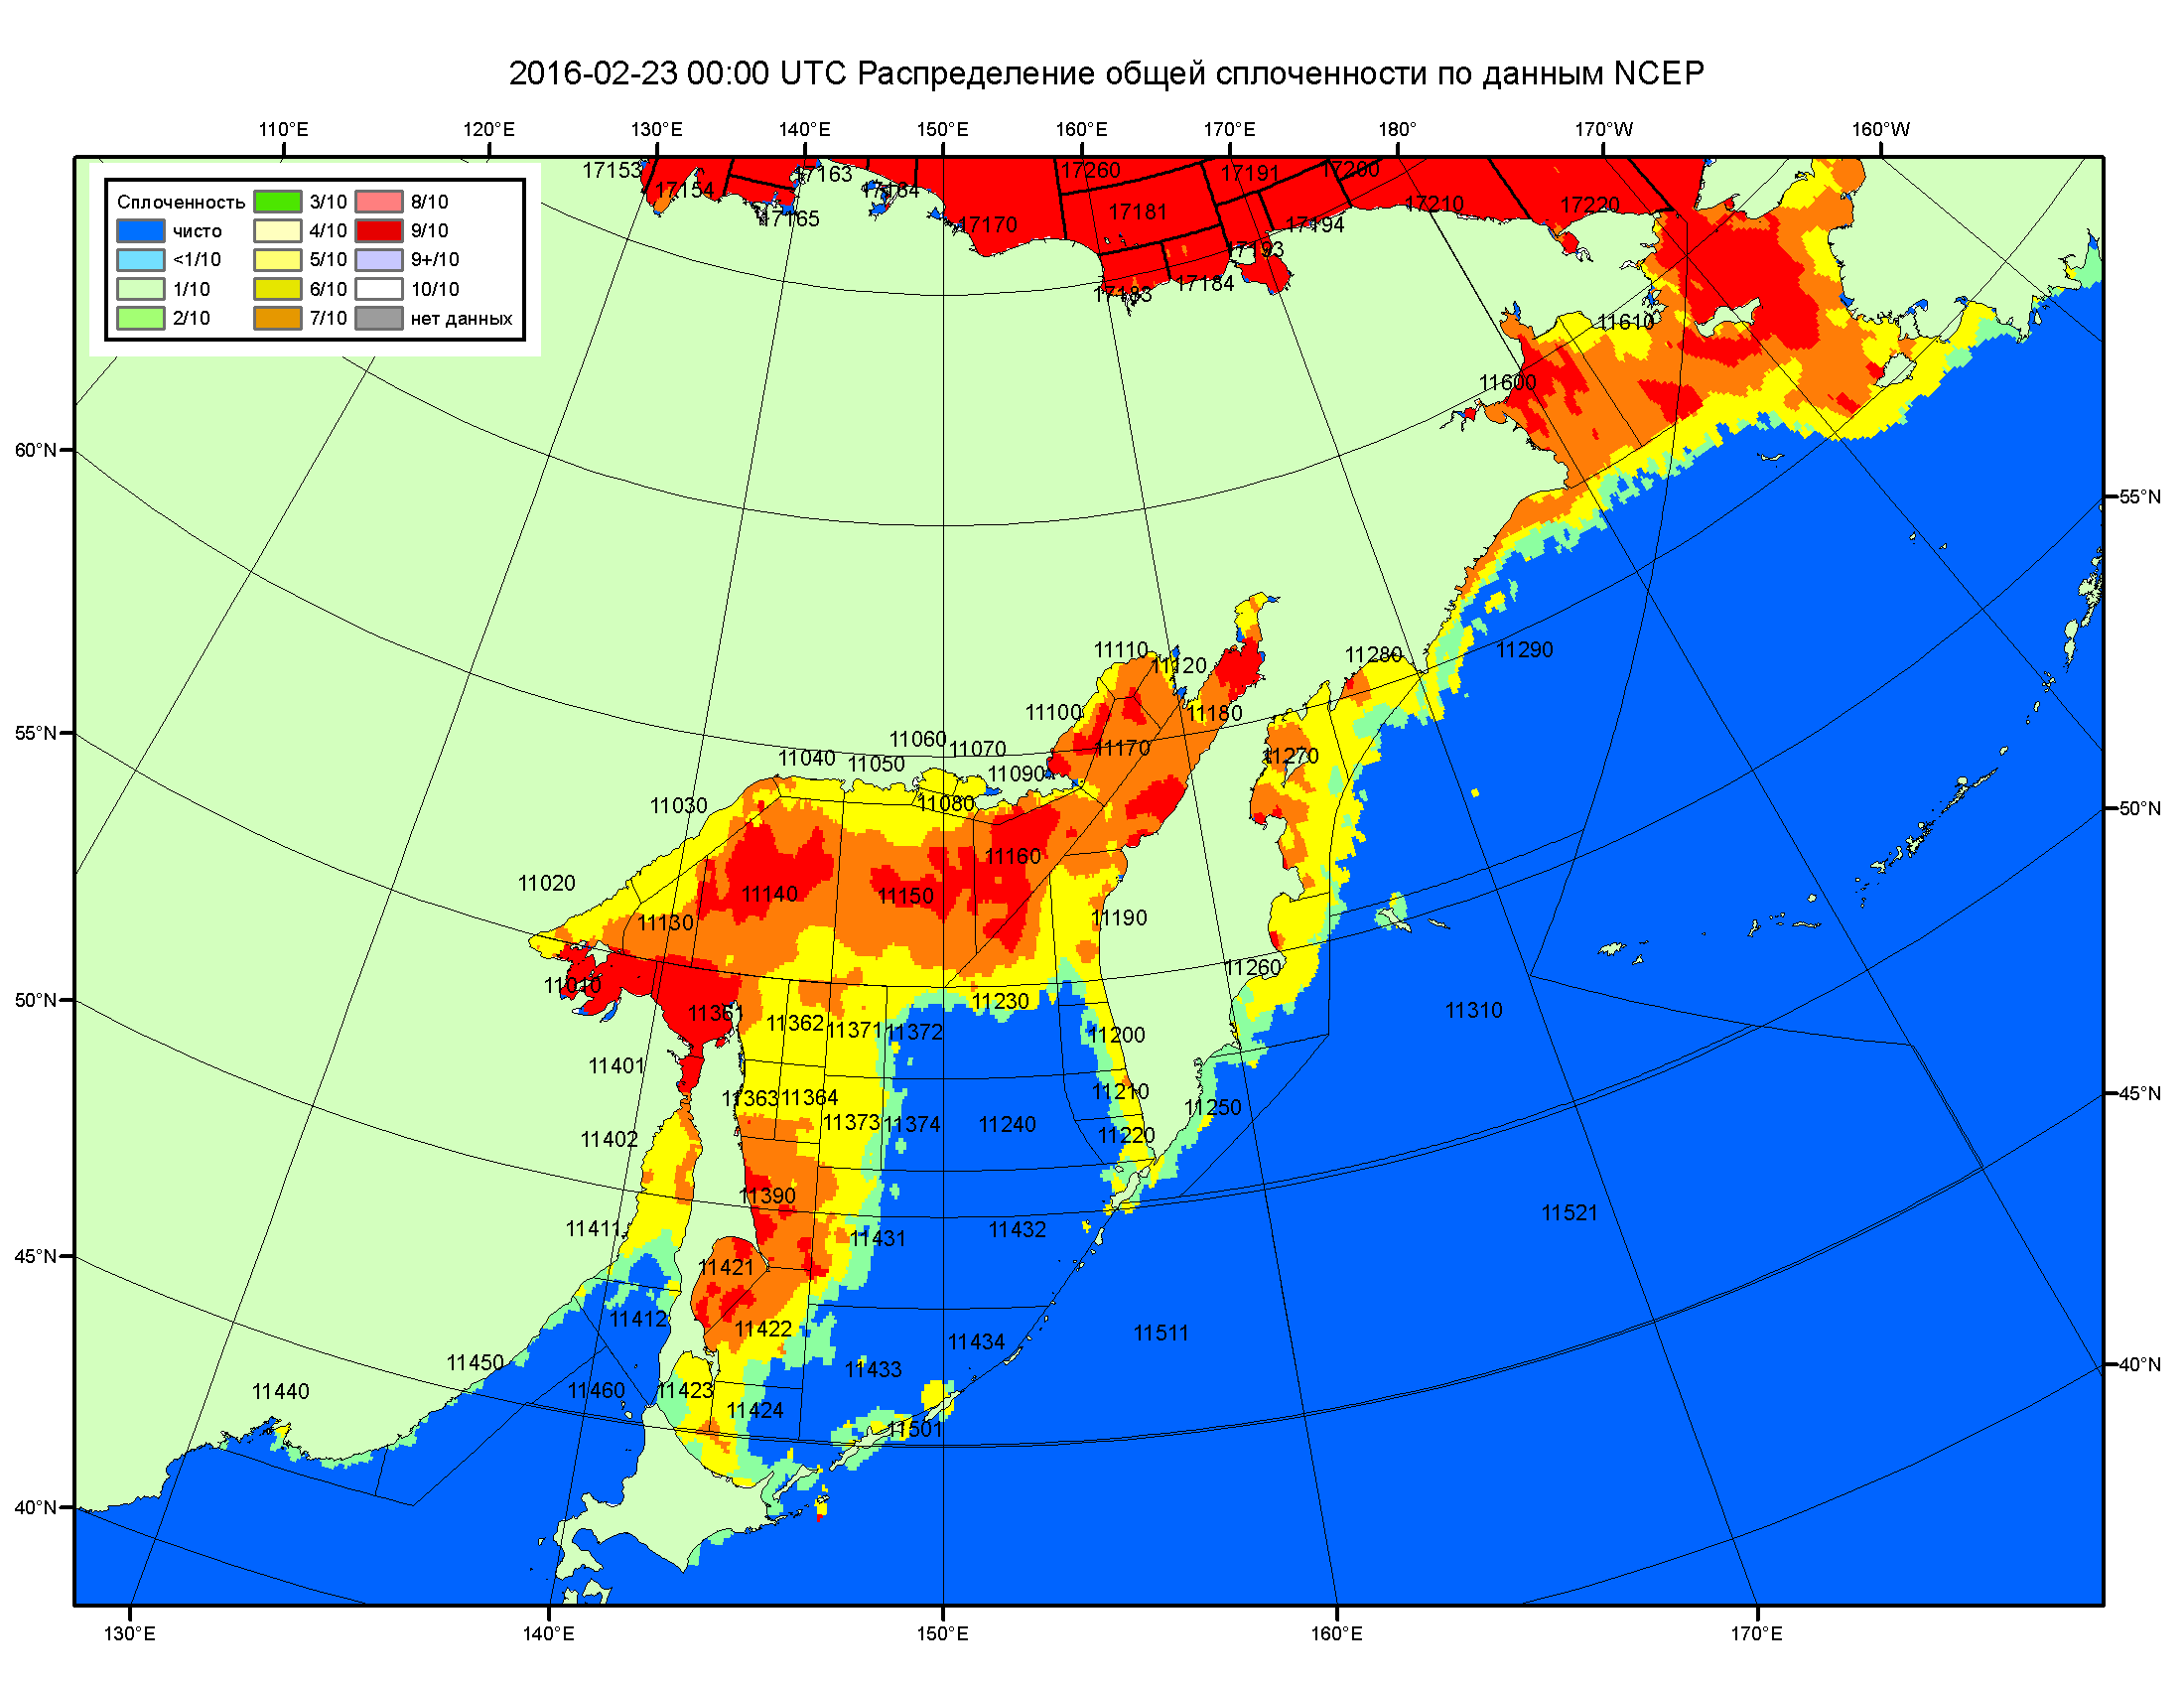 2016-02-23 00:00 UTC Распределение общей сплоченности по данным NCEP
110°E 120°E 130°E 140°E 150°E 160°E 170°E 180° 170°W 160°W
Сплоченность
чисто
<1/10
1/10
2/10
3/10
4/10
5/10
6/10
7/10
8/10
9/10
9+/10
10/10
нет данных
17153 17163 17260 17191 17200
17154 17164
17165 17170 17181 17210 17220
17194
17193
17183 17184
11610
11600
60°N
55°N
11110 11120 11280 11290
11100 11180
55°N 11060 11070 11170
11040 11050 11090 11270
11030 11080 50°N
11160
11020 11140 11150
11130 11190
11010 11260
50°N 11230 11310
11361 11362 11371 11372 11200
11401
11363 11364 11210 45°N
11373 11374 11240 11250
11402 11220
11390
11411 11431 11432 11521
45°N
11421
11412 11422 11434 11511
11450 11433 40°N
11440 11460 11423
11424
11501
40°N
130°E 140°E 150°E 160°E 170°E